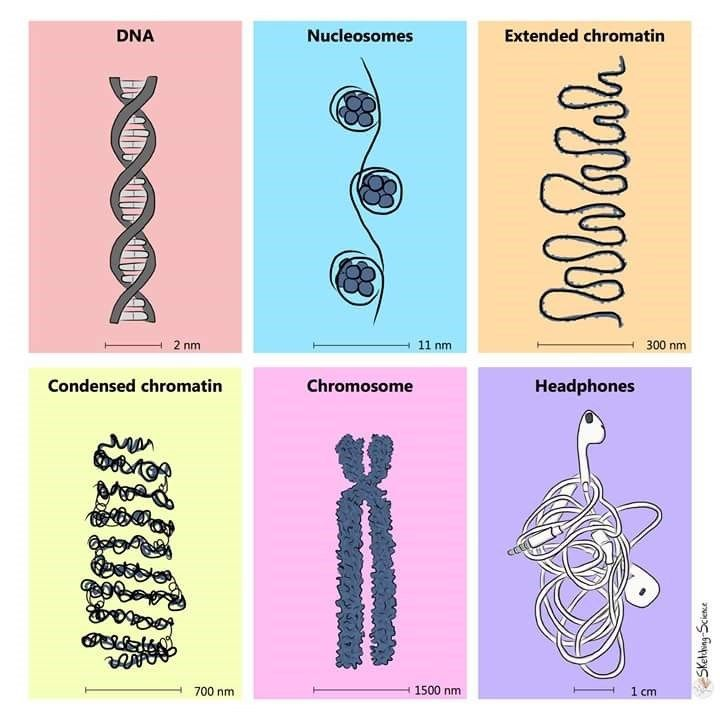 DNA
Nucleosomes
Extended chromatin
2 nm
11 nm
300 nm
Condensed chromatin
Chromosome
Headphones
700 nm
1500 nm
1 cm
Sketching-Science